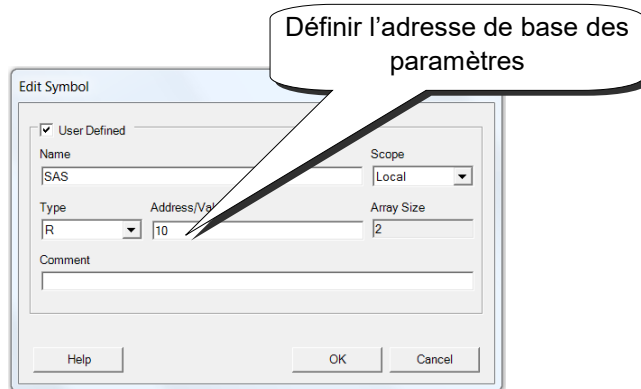 Définir l’adresse de base des
paramètres
Edit Symbol
User Defined
Name
Scope
SAS
Local
Type
Address/Val
Array Size
R
10
2
Comment
Help
OK
Cancel